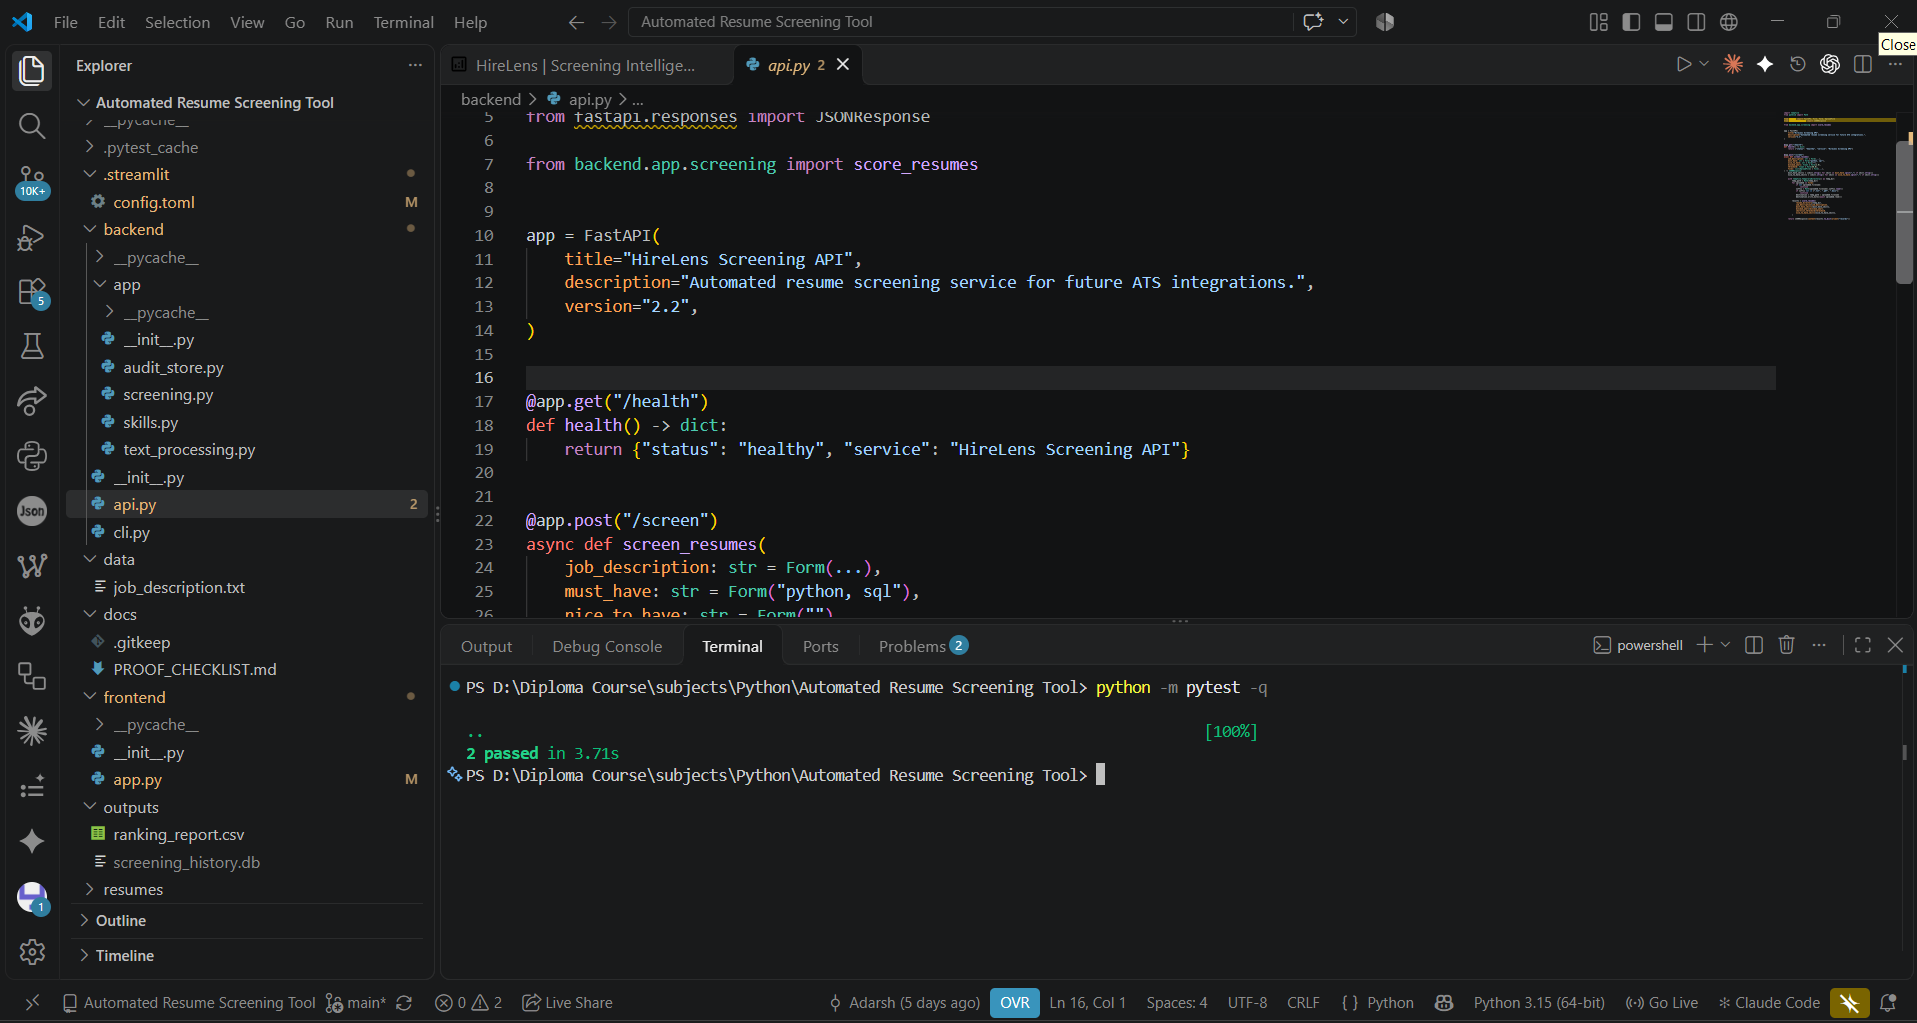 File Edit Selection View Go Run Terminal Help
Automated Resume Screening Tool
Close
Explorer
Automated Resume Screening Tool
__pycache__
.pytest_cache
.streamlit
config.toml M
backend
__pycache__
app
__pycache__
__init__.py
audit_store.py
screening.py
skills.py
text_processing.py
__init__.py
api.py 2
cli.py
data
job_description.txt
docs
.gitkeep
PROOF_CHECKLIST.md
frontend
__pycache__
__init__.py
app.py M
outputs
ranking_report.csv
screening_history.db
resumes
Outline
Timeline
10K+
5
Json
1
HireLens | Screening Intellige...
api.py 2
backend > api.py > ...
5 from fastapi.responses import JSONResponse
6
7 from backend.app.screening import score_resumes
8
9
10 app = FastAPI(
11 title="HireLens Screening API",
12 description="Automated resume screening service for future ATS integrations.",
13 version="2.2",
14 )
15
16
17 @app.get("/health")
18 def health() -> dict:
19 return {"status": "healthy", "service": "HireLens Screening API"}
20
21
22 @app.post("/screen")
23 async def screen_resumes(
24 job_description: str = Form(...),
25 must_have: str = Form("python, sql"),
26 nice_to_have: str = Form("")
Output Debug Console Terminal Ports Problems 2
powershell
PS D:\Diploma Course\subjects\Python\Automated Resume Screening Tool> python -m pytest -q
.. [100%]
2 passed in 3.71s
PS D:\Diploma Course\subjects\Python\Automated Resume Screening Tool>
Automated Resume Screening Tool main* 0 2 Live Share Adarsh (5 days ago) OVR Ln 16, Col 1 Spaces: 4 UTF-8 CRLF { } Python Python 3.15 (64-bit) Go Live Claude Code